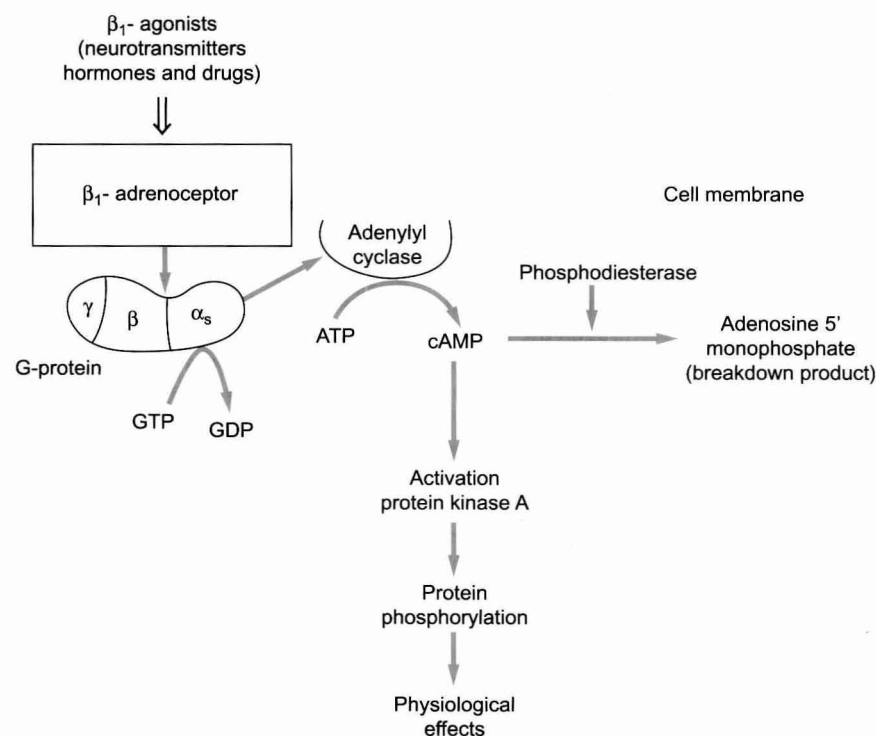 β1- agonists
(neurotransmitters
hormones and drugs)
β1- adrenoceptor
Cell membrane
Adenylyl
cyclase
Phosphodiesterase
γ
β
αs
ATP
cAMP
Adenosine 5'
monophosphate
(breakdown product)
G-protein
GTP
GDP
Activation
protein kinase A
Protein
phosphorylation
Physiological
effects